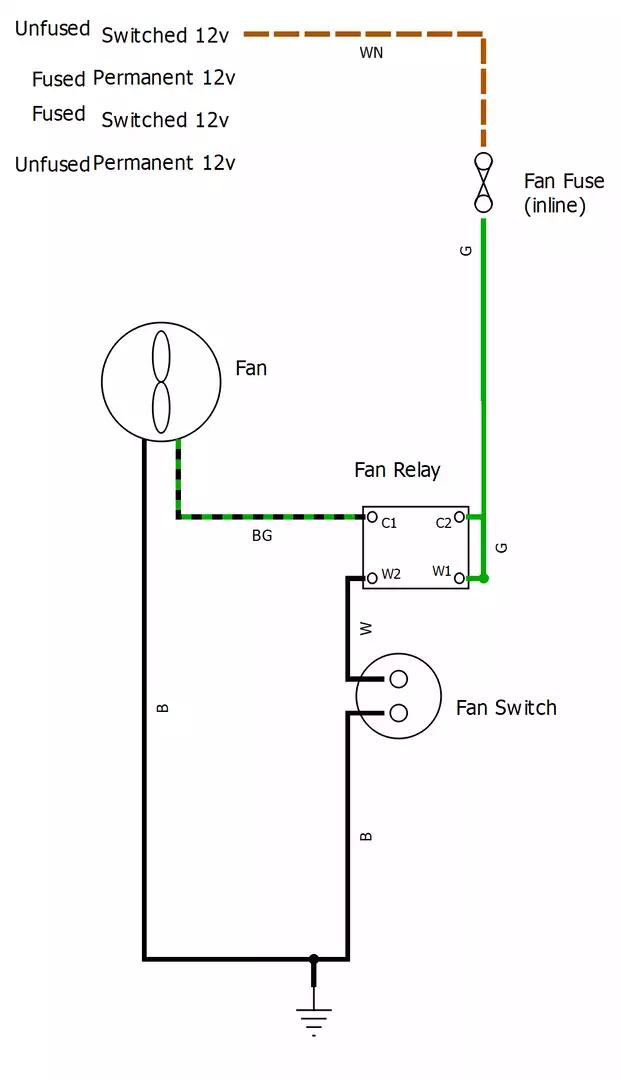 Unfused Switched 12v
WN
Fused Permanent 12v
Fused Switched 12v
Unfused Permanent 12v
Fan Fuse
(inline)
G
Fan
Fan Relay
C1 C2
BG
G
W2 W1
W
Fan Switch
B
B